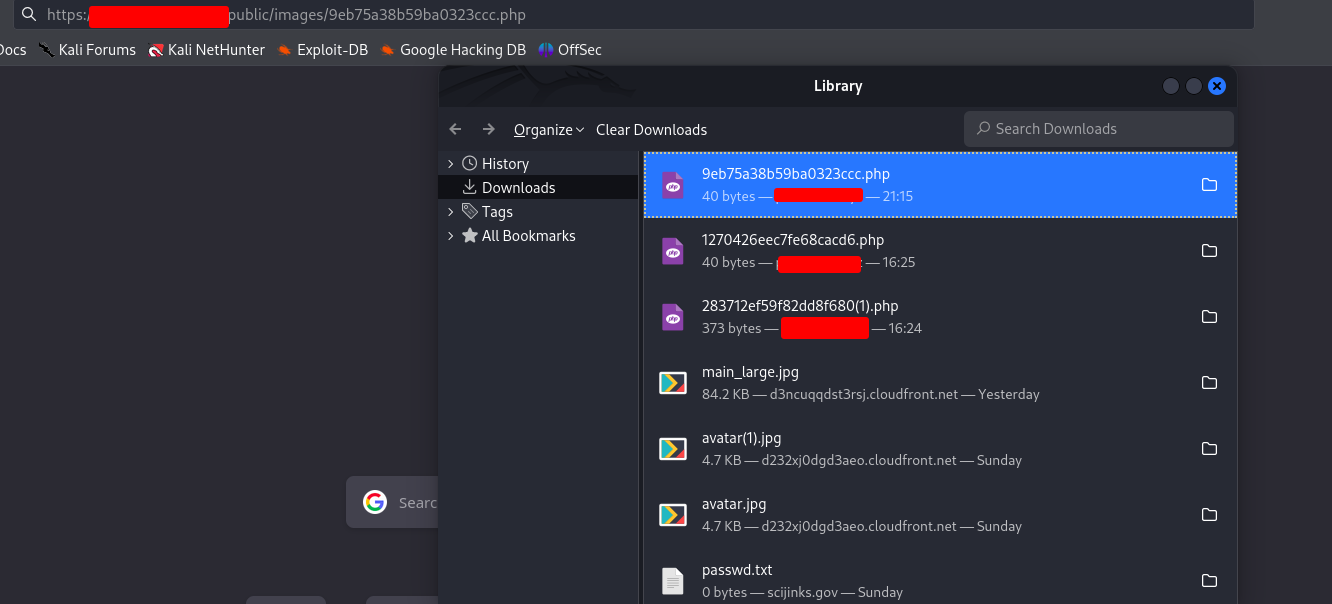 https:/ public/images/9eb75a38b59ba0323ccc.php
Docs Kali Forums Kali NetHunter Exploit-DB Google Hacking DB OffSec
Library
Organize Clear Downloads Search Downloads
History
Downloads
Tags
All Bookmarks
9eb75a38b59ba0323ccc.php
40 bytes — — 21:15
1270426eec7fe68cacd6.php
40 bytes — — 16:25
283712ef59f82dd8f680(1).php
373 bytes — — 16:24
main_large.jpg
84.2 KB — d3ncuqqdst3rsj.cloudfront.net — Yesterday
avatar(1).jpg
4.7 KB — d232xj0dgd3aeo.cloudfront.net — Sunday
avatar.jpg
4.7 KB — d232xj0dgd3aeo.cloudfront.net — Sunday
passwd.txt
0 bytes — scijinks.gov — Sunday
Searc